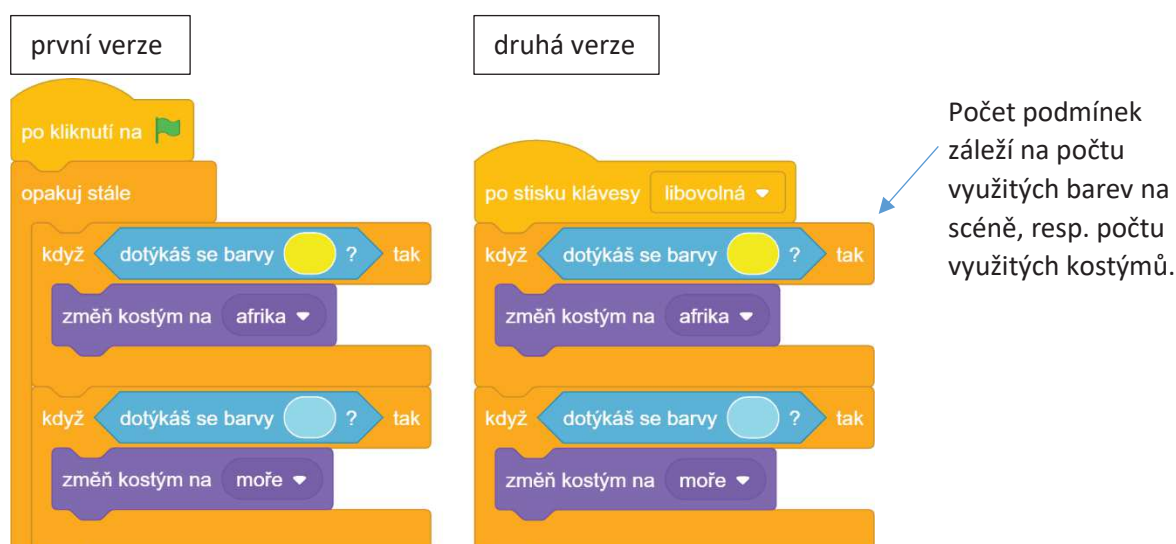 první verze
po kliknutí na
opakuj stále
když dotýkáš se barvy ? tak
změň kostým na afrika
když dotýkáš se barvy ? tak
změň kostým na moře
druhá verze
po stisku klávesy libovolná
když dotýkáš se barvy ? tak
změň kostým na afrika
když dotýkáš se barvy ? tak
změň kostým na moře
Počet podmínek
záleží na počtu
využitých barev na
scéně, resp. počtu
využitých kostýmů.